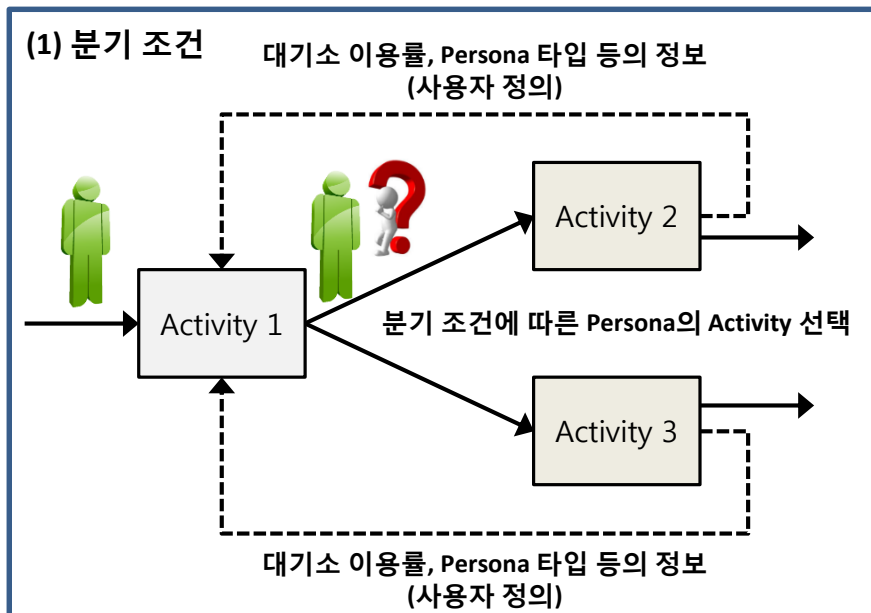 (1) 분기 조건
대기소 이용률, Persona 타입 등의 정보
(사용자 정의)
Activity 2
Activity 1
분기 조건에 따른 Persona의 Activity 선택
Activity 3
대기소 이용률, Persona 타입 등의 정보
(사용자 정의)